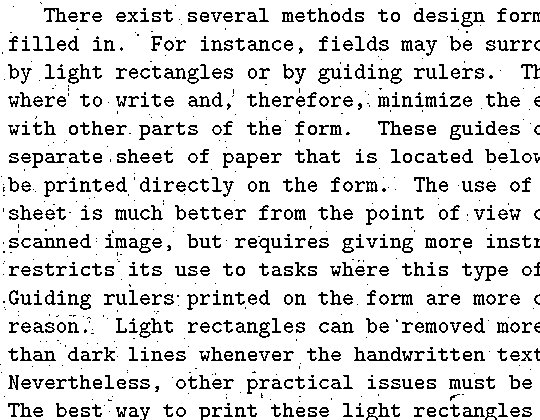 There exist several methods to design
filled in. For instance, fields may be
by light rectangles or by guiding rulers.
where to write and, therefore, minimize the
with other parts of the form. These guides
separate sheet of paper that is located
be printed directly on the form. The use of
sheet is much better from the point of view
scanned image, but requires giving more
restricts its use to tasks where this type of
Guiding rulers printed on the form are more
reason. Light rectangles can be removed more
than dark lines whenever the handwritten text
Nevertheless, other practical issues must be
The best way to print these light rectangles